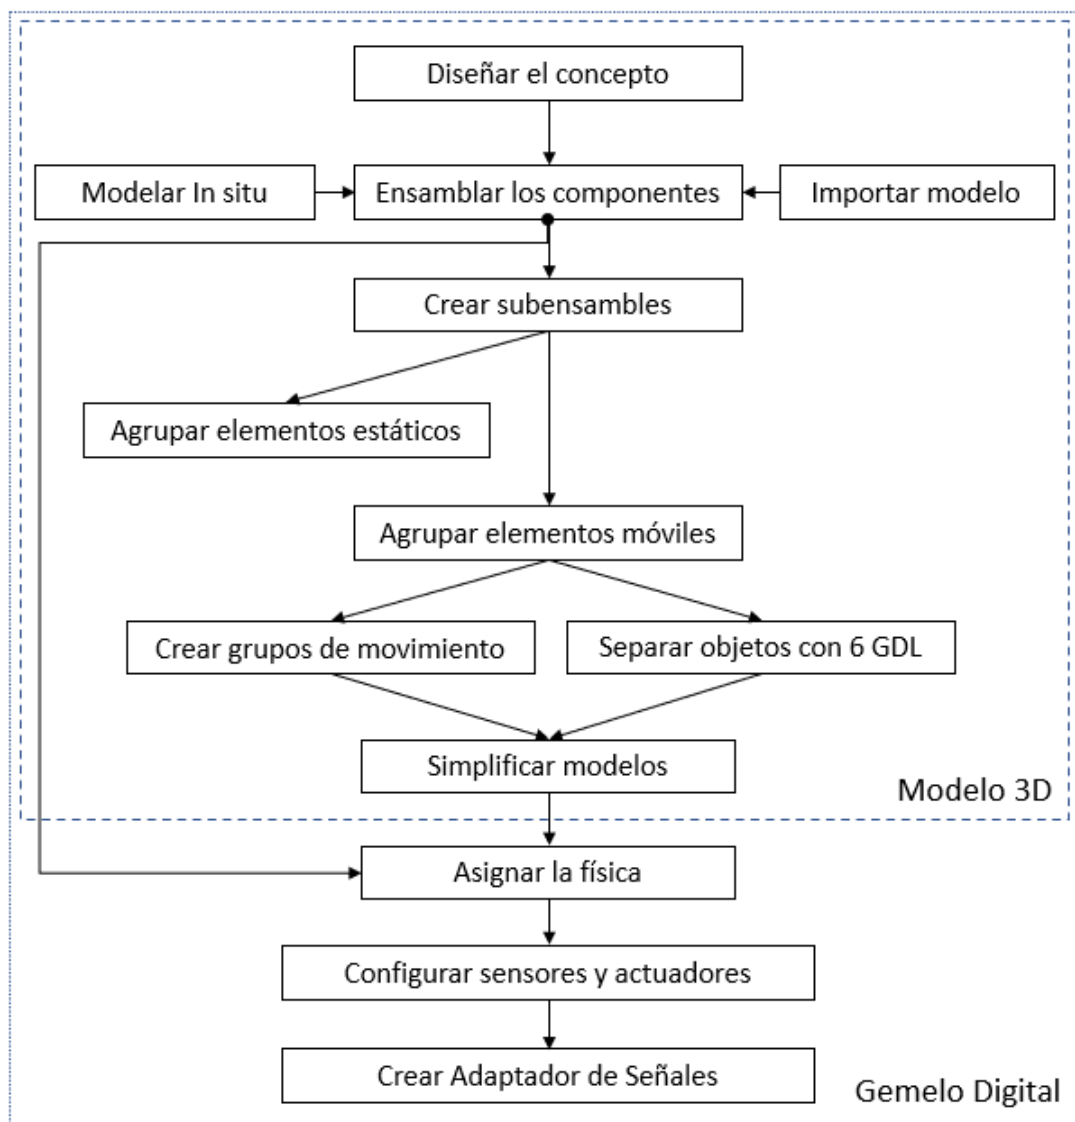 Diseñar el concepto
Modelar In situ
Ensamblar los componentes
Importar modelo
Crear subensambles
Agrupar elementos estáticos
Agrupar elementos móviles
Crear grupos de movimiento
Separar objetos con 6 GDL
Simplificar modelos
Modelo 3D
Asignar la física
Configurar sensores y actuadores
Crear Adaptador de Señales
Gemelo Digital